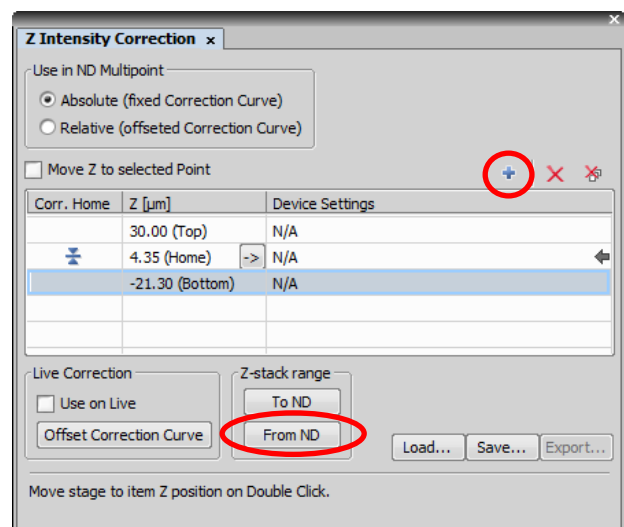 Z Intensity Correction x
Use in ND Multipoint
Absolute (fixed Correction Curve)
Relative (offseted Correction Curve)
Move Z to selected Point
Corr. Home Z [µm] Device Settings
30.00 (Top) N/A
4.35 (Home) -> N/A
-21.30 (Bottom) N/A
Live Correction Z-stack range
Use on Live To ND
Offset Correction Curve From ND Load... Save... Export...
Move stage to item Z position on Double Click.